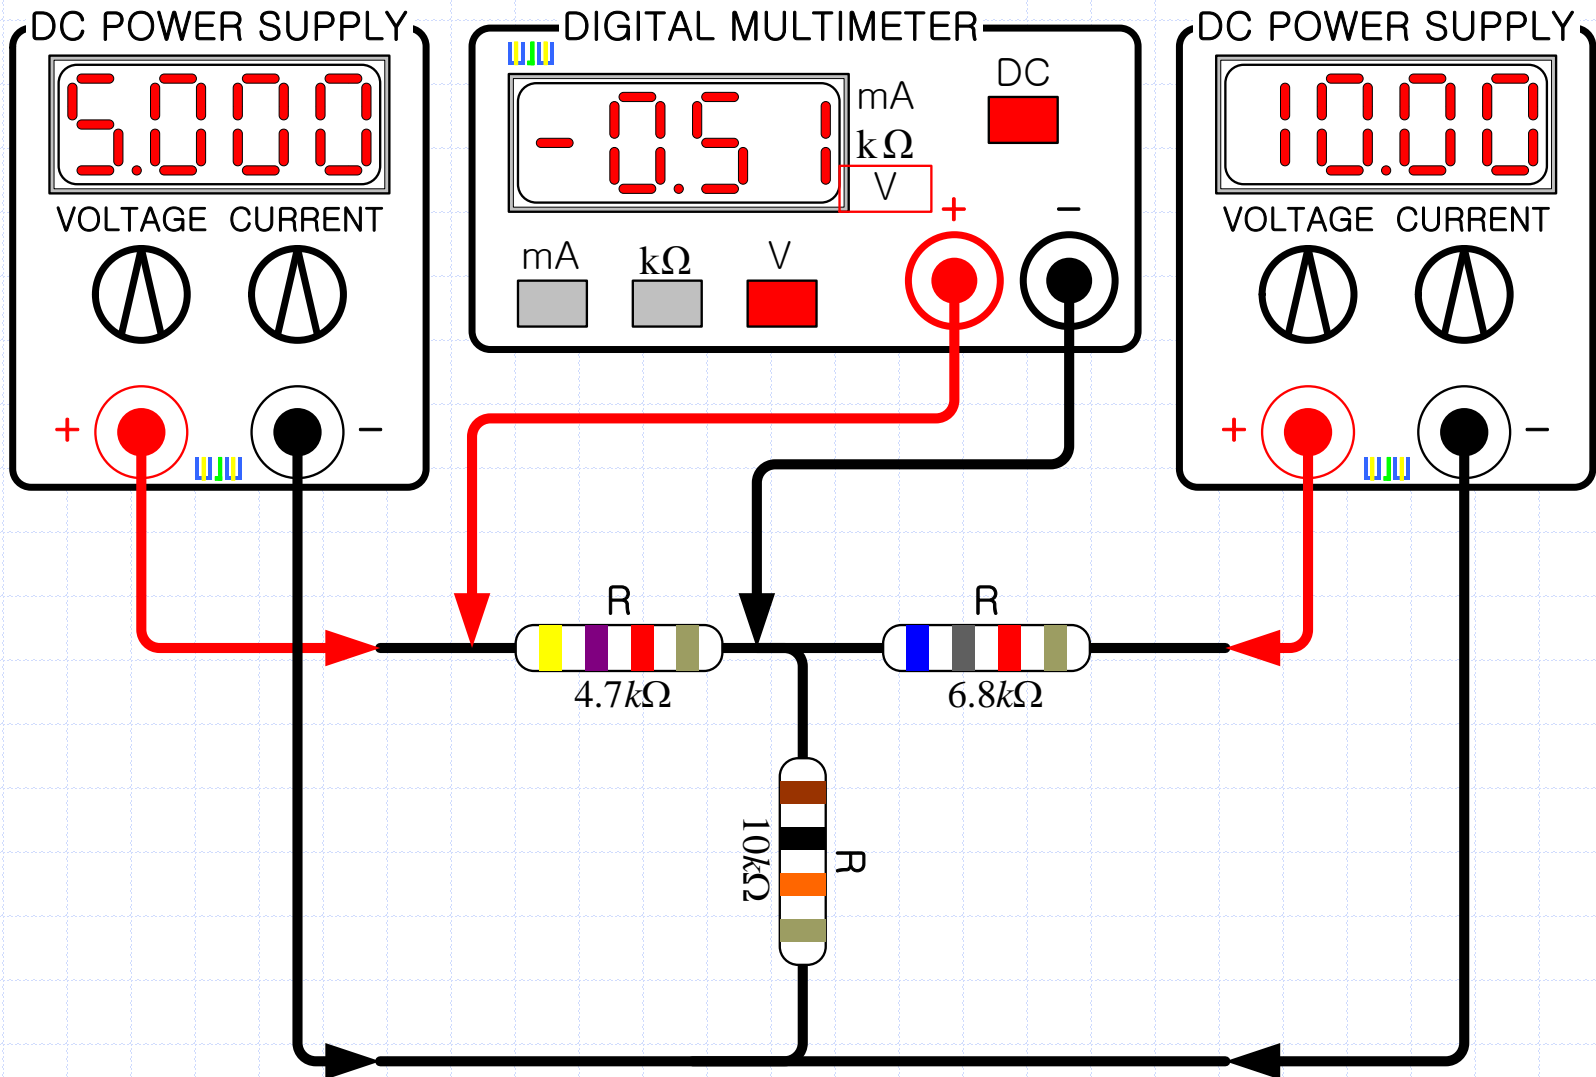 DC POWER SUPPLY
5.000
VOLTAGE CURRENT
+ −
DIGITAL MULTIMETER
-0.51
mA
kΩ
V
DC
+ −
mA kΩ V
DC POWER SUPPLY
10.00
VOLTAGE CURRENT
+ −
R
4.7kΩ
R
6.8kΩ
R
10kΩ